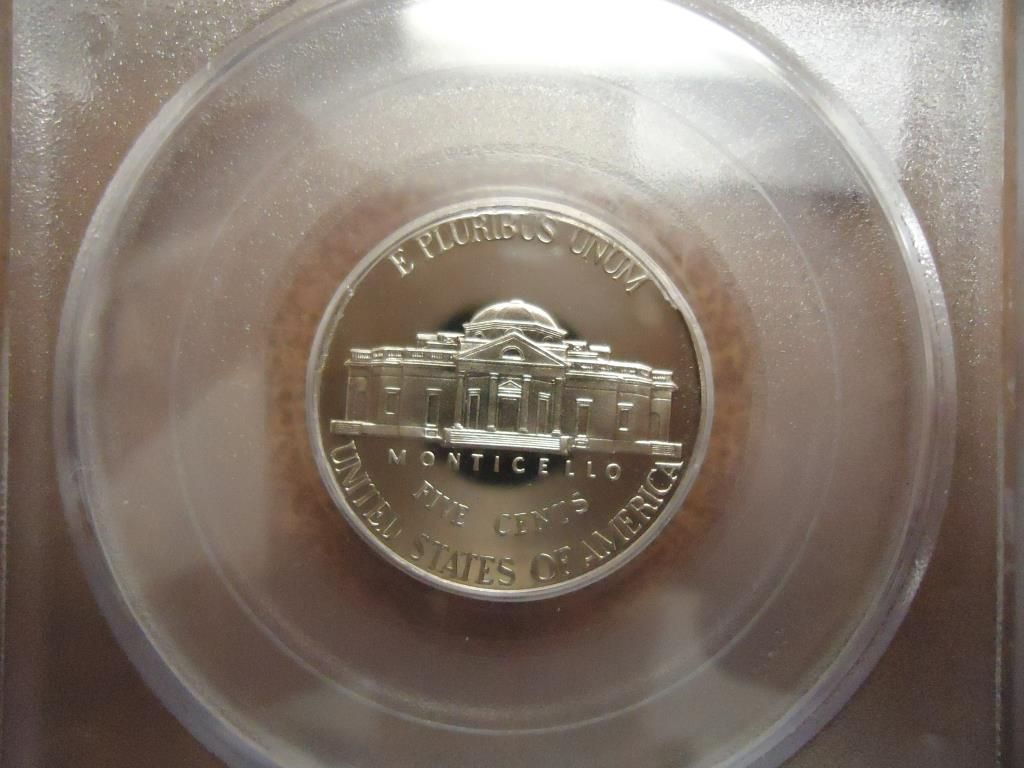 E PLURIBUS UNUM
MONTICELLO
FIVE CENTS
UNITED STATES OF AMERICA